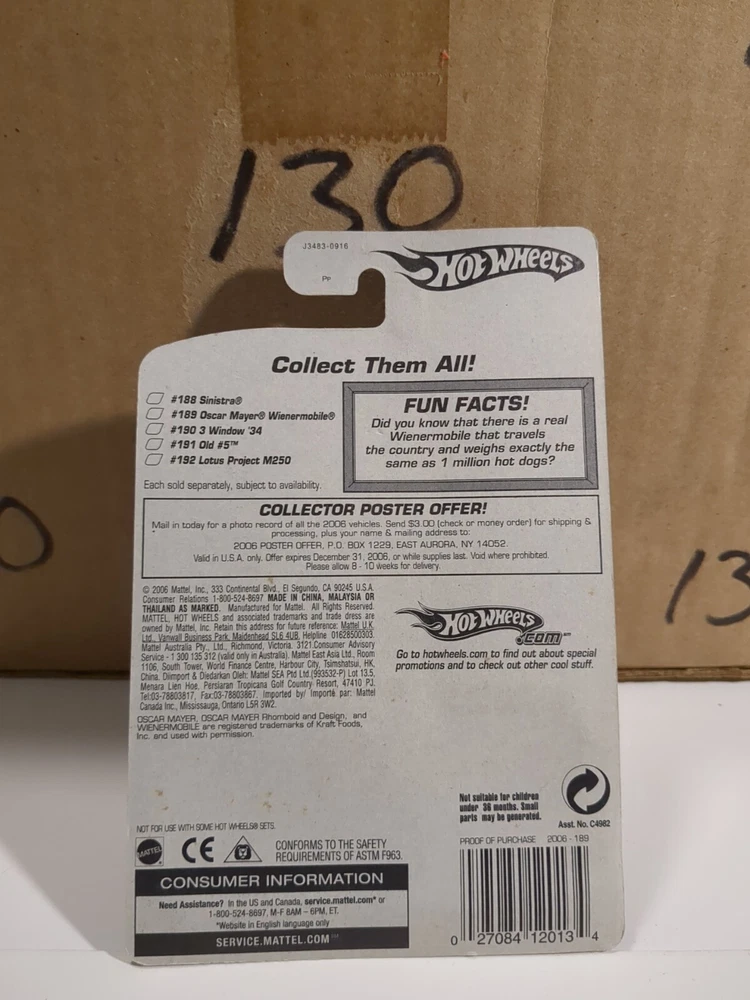 130
J3483-0916
PP
HOT WHEELS
Collect Them All!
#188 Sinistra®
#189 Oscar Mayer® Wienermobile®
#190 3 Window '34
#191 Old #5™
#192 Lotus Project M250
Each sold separately, subject to availability.
FUN FACTS!
Did you know that there is a real
Wienermobile that travels
the country and weighs exactly the
same as 1 million hot dogs?
COLLECTOR POSTER OFFER!
Mail in today for a photo record of all the 2006 vehicles. Send $3.00 (check or money order) for shipping &
processing, plus your name & mailing address to:
2006 POSTER OFFER, P.O. BOX 1229, EAST AURORA, NY 14052.
Valid in U.S.A. only. Offer expires December 31, 2006, or while supplies last. Void where prohibited.
Please allow 8 - 10 weeks for delivery.
© 2006 Mattel, Inc., 333 Continental Blvd., El Segundo, CA 90245 U.S.A.
Consumer Relations 1-800-524-8697. MADE IN CHINA, MALAYSIA OR
THAILAND AS MARKED. Manufactured for Mattel. All Rights Reserved.
MATTEL, HOT WHEELS and associated trademarks and trade dress are
owned by Mattel, Inc. Retain this address for future reference: Mattel U.K.
Ltd., Vanwall Business Park, Maidenhead SL6 4UB. Helpline 01628500303.
Mattel Australia Pty., Ltd., Richmond, Victoria. 3121.Consumer Advisory
Service - 1 300 135 312 (valid only in Australia). Mattel East Asia Ltd., Room
1106, South Tower, World Finance Centre, Harbour City, Tsimshatsui, HK,
China. Diimport & Diedarkan Oleh: Mattel SEA Ptd Ltd.(993532-P) Lot 13.5,
Menara Lien Hoe, Persiaran Tropicana Golf Country Resort, 47410 PJ.
Tel:03-78803817, Fax:03-78803867. Imported by/ Importé par: Mattel
Canada Inc., Mississauga, Ontario L5R 3W2.
OSCAR MAYER, OSCAR MAYER Rhomboid and Design, and
WIENERMOBILE are registered trademarks of Kraft Foods,
Inc. and used with permission.
HOT WHEELS
.COM™
Go to hotwheels.com to find out about special
promotions and to check out other cool stuff.
Not suitable for children
under 36 months. Small
parts may be generated.
Asst. No. C4982
NOT FOR USE WITH SOME HOT WHEELS® SETS.
MATTEL
CE
CONFORMS TO THE SAFETY
REQUIREMENTS OF ASTM F963.
CONSUMER INFORMATION
Need Assistance? In the US and Canada, service.mattel.com* or
1-800-524-8697, M-F 8AM – 6PM, ET.
*Website in English language only
SERVICE.MATTEL.COM℠
PROOF OF PURCHASE 2006 - 189
0 27084 12013 4
0
13